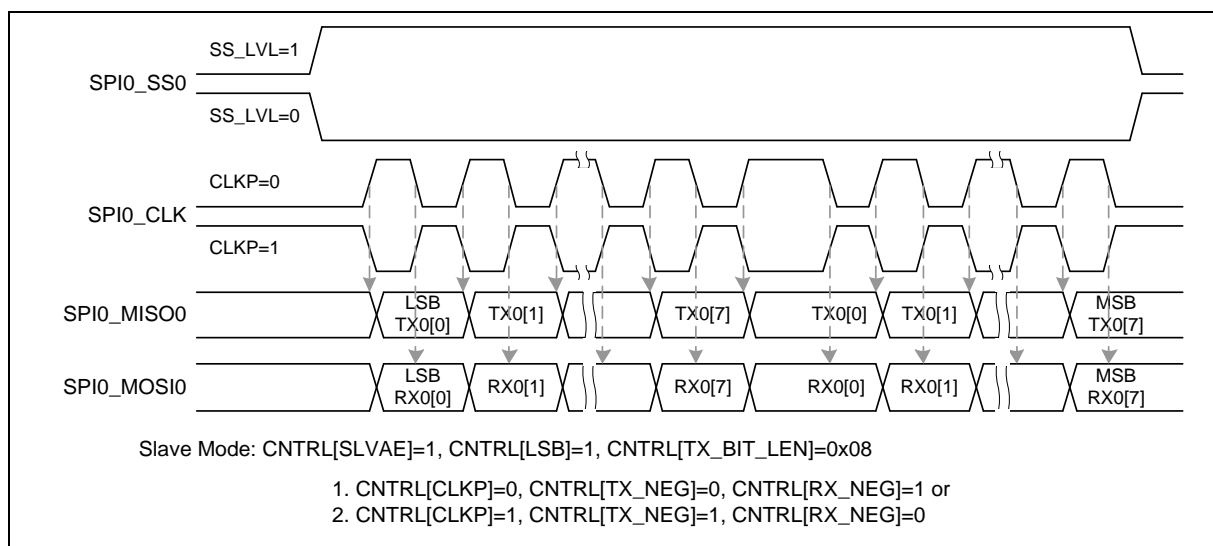 SS_LVL=1
SPI0_SS0
SS_LVL=0
CLKP=0
SPI0_CLK
CLKP=1
SPI0_MISO0
LSB
TX0[0]
TX0[1]
TX0[7]
TX0[0]
TX0[1]
MSB
TX0[7]
SPI0_MOSI0
LSB
RX0[0]
RX0[1]
RX0[7]
RX0[0]
RX0[1]
MSB
RX0[7]
Slave Mode: CNTRL[SLVAE]=1, CNTRL[LSB]=1, CNTRL[TX_BIT_LEN]=0x08
1. CNTRL[CLKP]=0, CNTRL[TX_NEG]=0, CNTRL[RX_NEG]=1 or
2. CNTRL[CLKP]=1, CNTRL[TX_NEG]=1, CNTRL[RX_NEG]=0